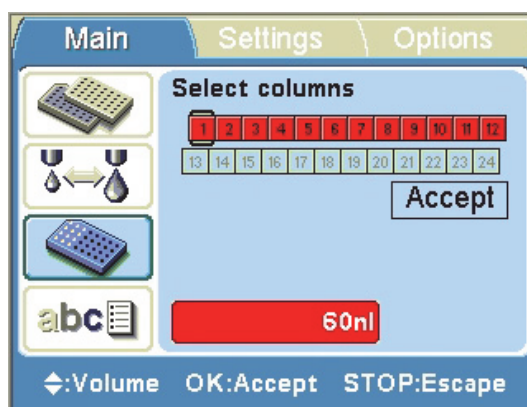 Main Settings Options
Select columns
1 2 3 4 5 6 7 8 9 10 11 12
13 14 15 16 17 18 19 20 21 22 23 24
Accept
abc
60nl
:Volume OK:Accept STOP:Escape